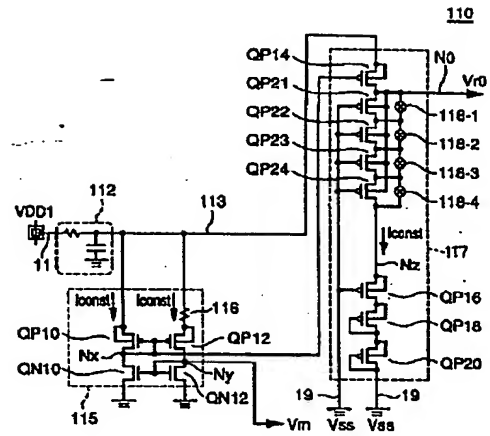 110
QP14
N0
Vr0
QP21
118-1
QP22
118-2
QP23
118-3
QP24
118-4
112
113
VDD1
11
Iconst
117
Nz
Iconst
Iconst
116
QP16
QP10
QP12
QP18
Nx
Ny
QP20
QN10
QN12
19
19
115
Vrn
Vss
Vss